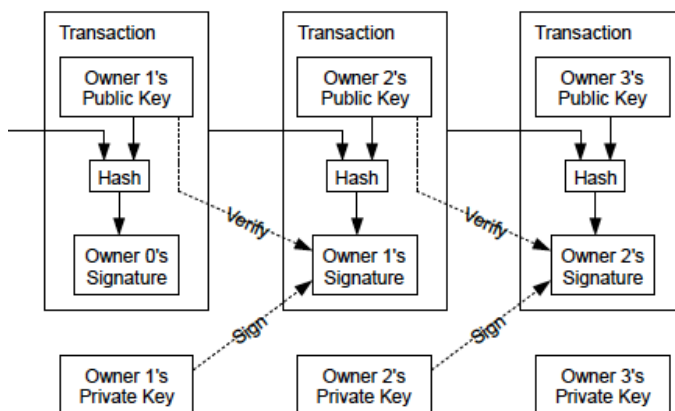 Transaction
Transaction
Transaction
Owner 1's
Public Key
Owner 2's
Public Key
Owner 3's
Public Key
Hash
Hash
Hash
Verify
Verify
Owner 0's
Signature
Owner 1's
Signature
Owner 2's
Signature
Sign
Sign
Owner 1's
Private Key
Owner 2's
Private Key
Owner 3's
Private Key